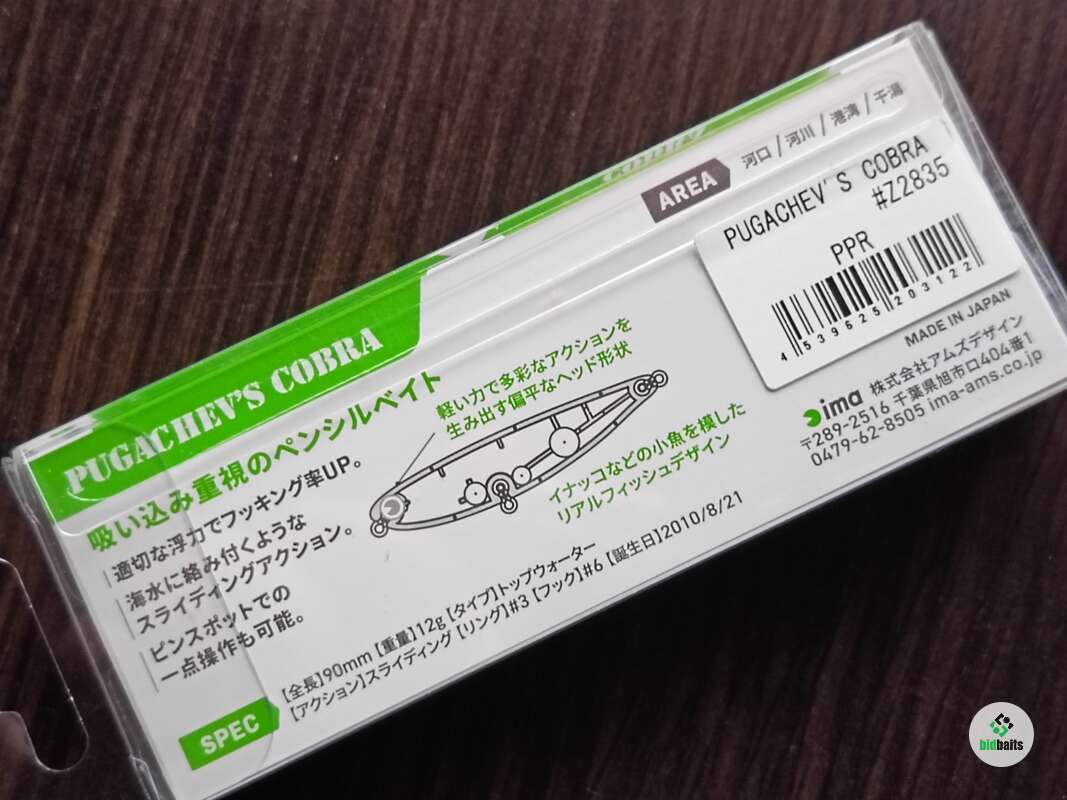 AREA 河口 / 河川 / 港湾 / 干潟
PUGACHEV'S COBRA
#Z2835
PPR
4 539625 203122
MADE IN JAPAN
ima 株式会社アムズデザイン
〒289-2516 千葉県旭市ロ404番1
0479-62-8505 ima-ams.co.jp
PUGACHEV'S COBRA
吸い込み重視のペンシルベイト
適切な浮力でフッキング率UP。
海水に絡み付くような
スライディングアクション。
ピンスポットでの
一点操作も可能。
軽い力で多彩なアクションを
生み出す偏平なヘッド形状
イナッコなどの小魚を模した
リアルフィッシュデザイン
SPEC
【全長】90mm 【重量】12g 【タイプ】トップウォーター
【アクション】スライディング 【リング】#3 【フック】#6 【誕生日】2010/8/21
bidbaits